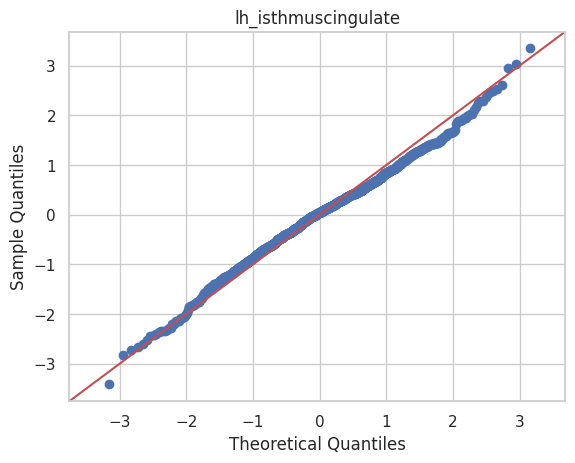 lh_isthmuscingulate
3
2
1
0
−1
−2
−3
Sample Quantiles
−3 −2 −1 0 1 2 3
Theoretical Quantiles